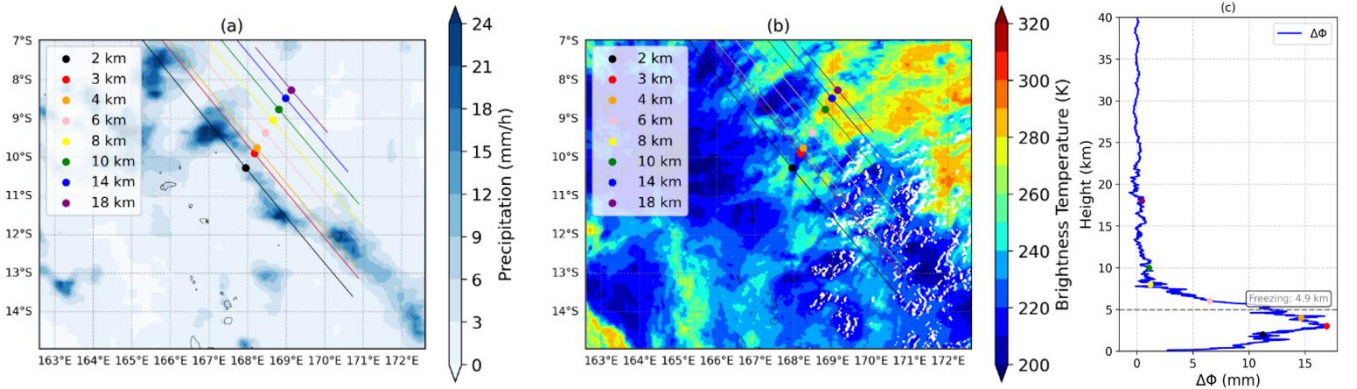 (a)
7°S
8°S
9°S
10°S
11°S
12°S
13°S
14°S
2 km
3 km
4 km
6 km
8 km
10 km
14 km
18 km
163°E 164°E 165°E 166°E 167°E 168°E 169°E 170°E 171°E 172°E
24
21
18
15
12
9
6
3
0
Precipitation (mm/h)
(b)
7°S
8°S
9°S
10°S
11°S
12°S
13°S
14°S
2 km
3 km
4 km
6 km
8 km
10 km
14 km
18 km
163°E 164°E 165°E 166°E 167°E 168°E 169°E 170°E 171°E 172°E
320
300
280
260
240
220
200
Brightness Temperature (K)
(c)
ΔΦ
40
35
30
25
20
15
10
5
0
Height (km)
Freezing: 4.9 km
0 5 10 15
ΔΦ (mm)